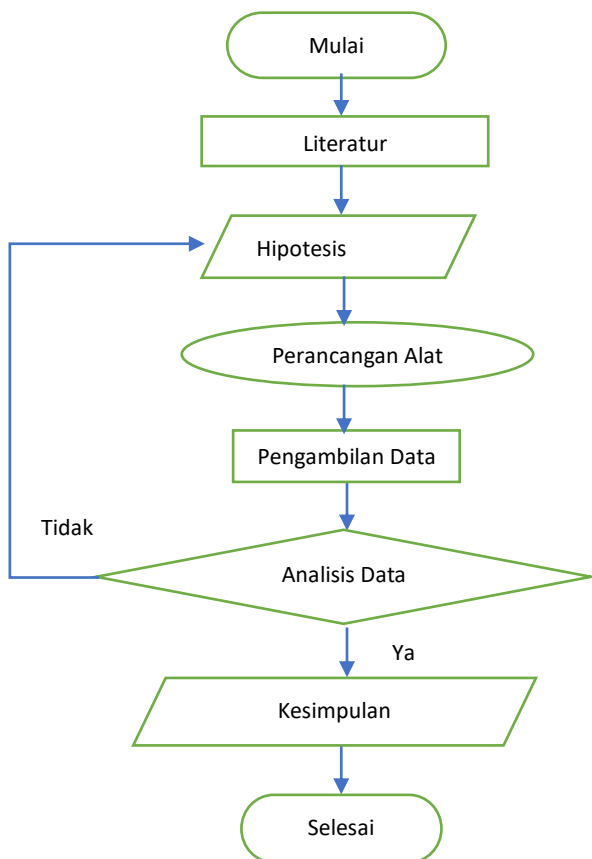 Mulai
Literatur
Hipotesis
Perancangan Alat
Pengambilan Data
Tidak
Analisis Data
Ya
Kesimpulan
Selesai